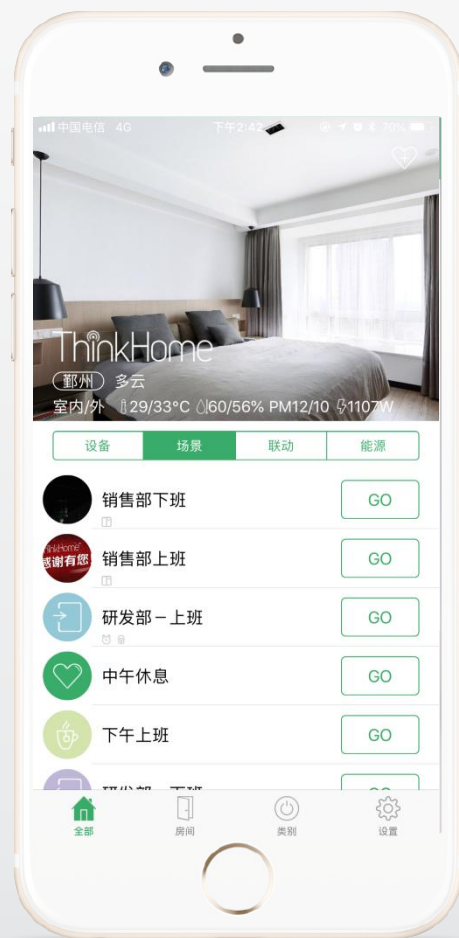 中国电信 4G 下午2:42 70%
ThinkHome
鄞州 多云
室内/外 29/33°C 60/56% PM12/10 1107W
设备 场景 联动 能源
销售部下班 GO
ThinkHome
感谢有您
销售部上班 GO
研发部－上班 GO
中午休息 GO
下午上班 GO
全部 房间 类别 设置